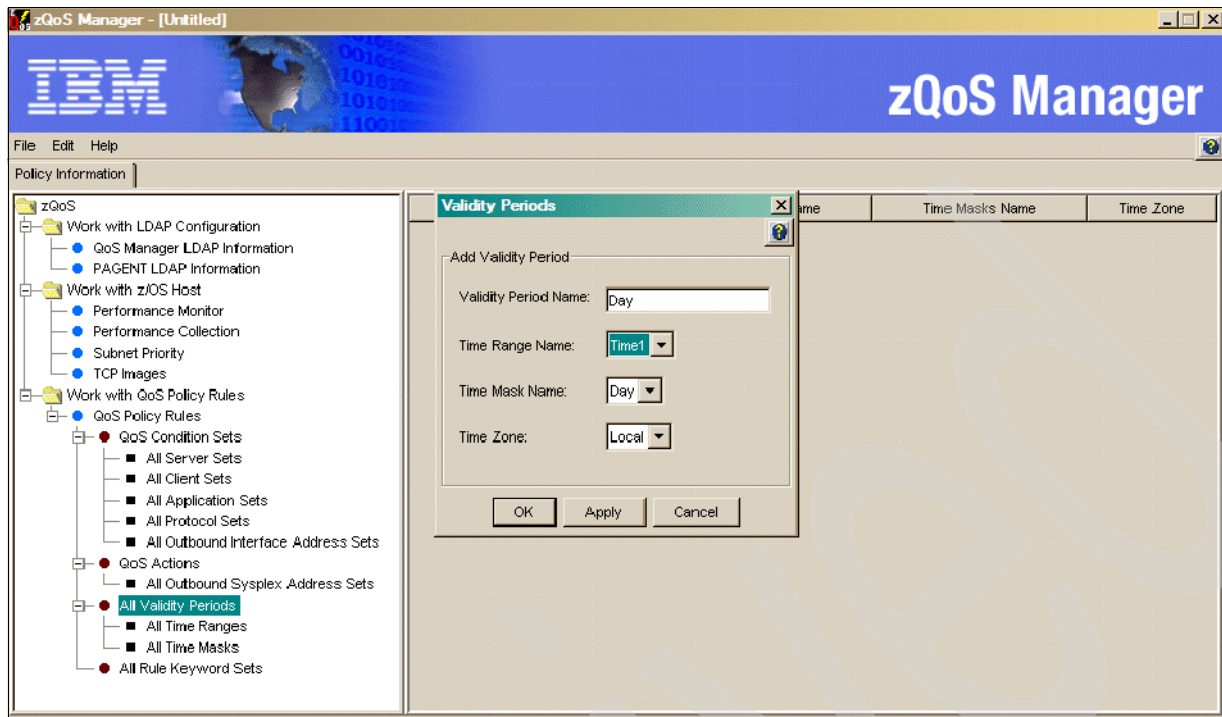 zQoS Manager - [Untitled]
IBM
zQoS Manager
File Edit Help
Policy Information
zQoS
Work with LDAP Configuration
QoS Manager LDAP Information
PAGENT LDAP Information
Work with z/OS Host
Performance Monitor
Performance Collection
Subnet Priority
TCP Images
Work with QoS Policy Rules
QoS Policy Rules
QoS Condition Sets
All Server Sets
All Client Sets
All Application Sets
All Protocol Sets
All Outbound Interface Address Sets
QoS Actions
All Outbound Sysplex Address Sets
All Validity Periods
All Time Ranges
All Time Masks
All Rule Keyword Sets
Time Masks Name
Time Zone
Validity Periods
Add Validity Period
Validity Period Name: Day
Time Range Name: Time1
Time Mask Name: Day
Time Zone: Local
OK Apply Cancel